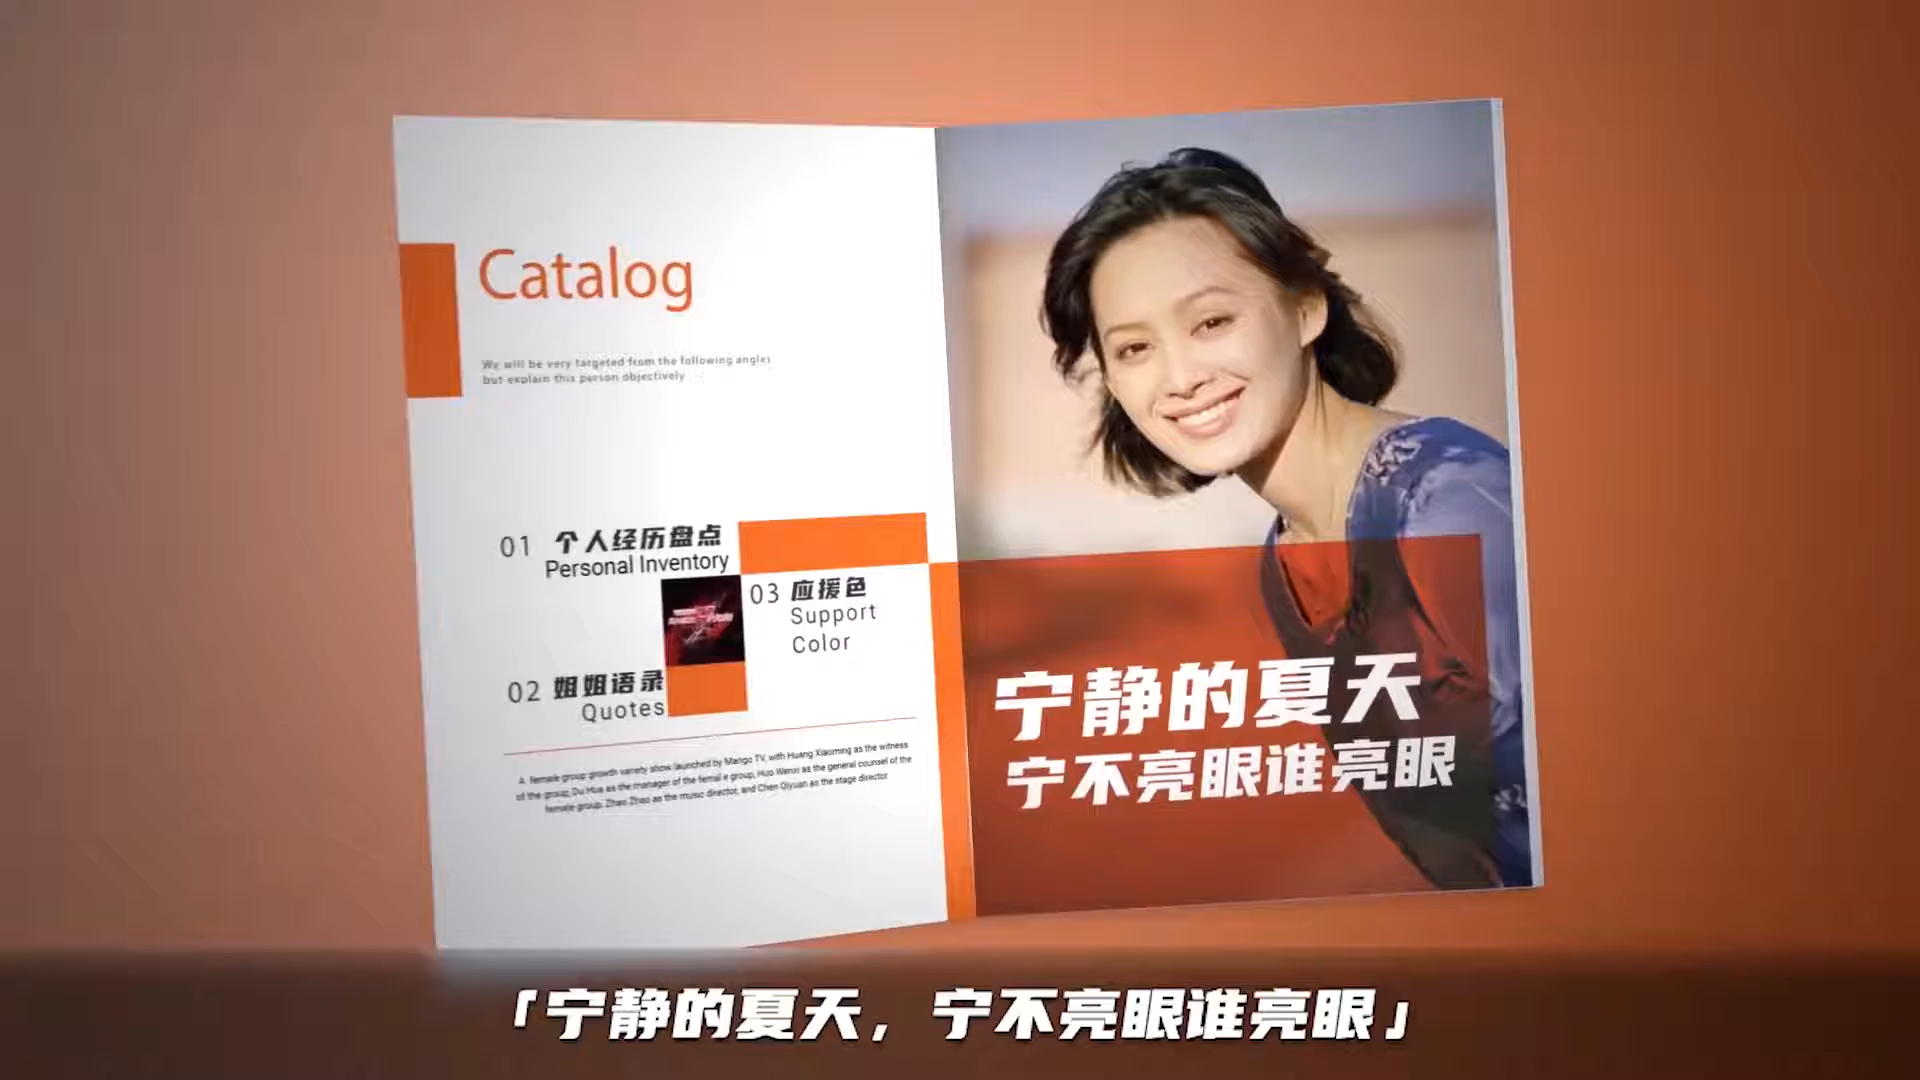 Catalog
We will be very targeted from the following angles
but explain this person objectively
01 个人经历盘点
Personal Inventory
03 应援色
Support
Color
02 姐姐语录
Quotes
A female group growth variety show launched by Mango TV, with Huang Xiaoming as the witness
of the group, Du Hua as the manager of the femal e group, Huo Wenxi as the general counsel of the
female group, Zhao Zhao as the music director, and Chen Qiyuan as the stage director
宁静的夏天
宁不亮眼谁亮眼
「宁静的夏天，宁不亮眼谁亮眼」